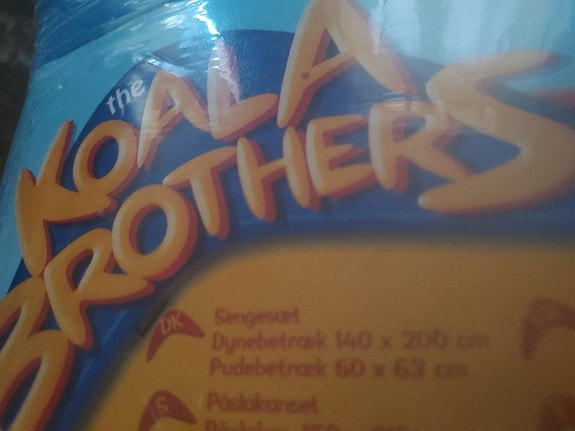 the
KOALA
BROTHERS
DK
Sengesæt
Dynebetræk 140 x 200 cm
Pudebetræk 60 x 63 cm
S
Påslakanset